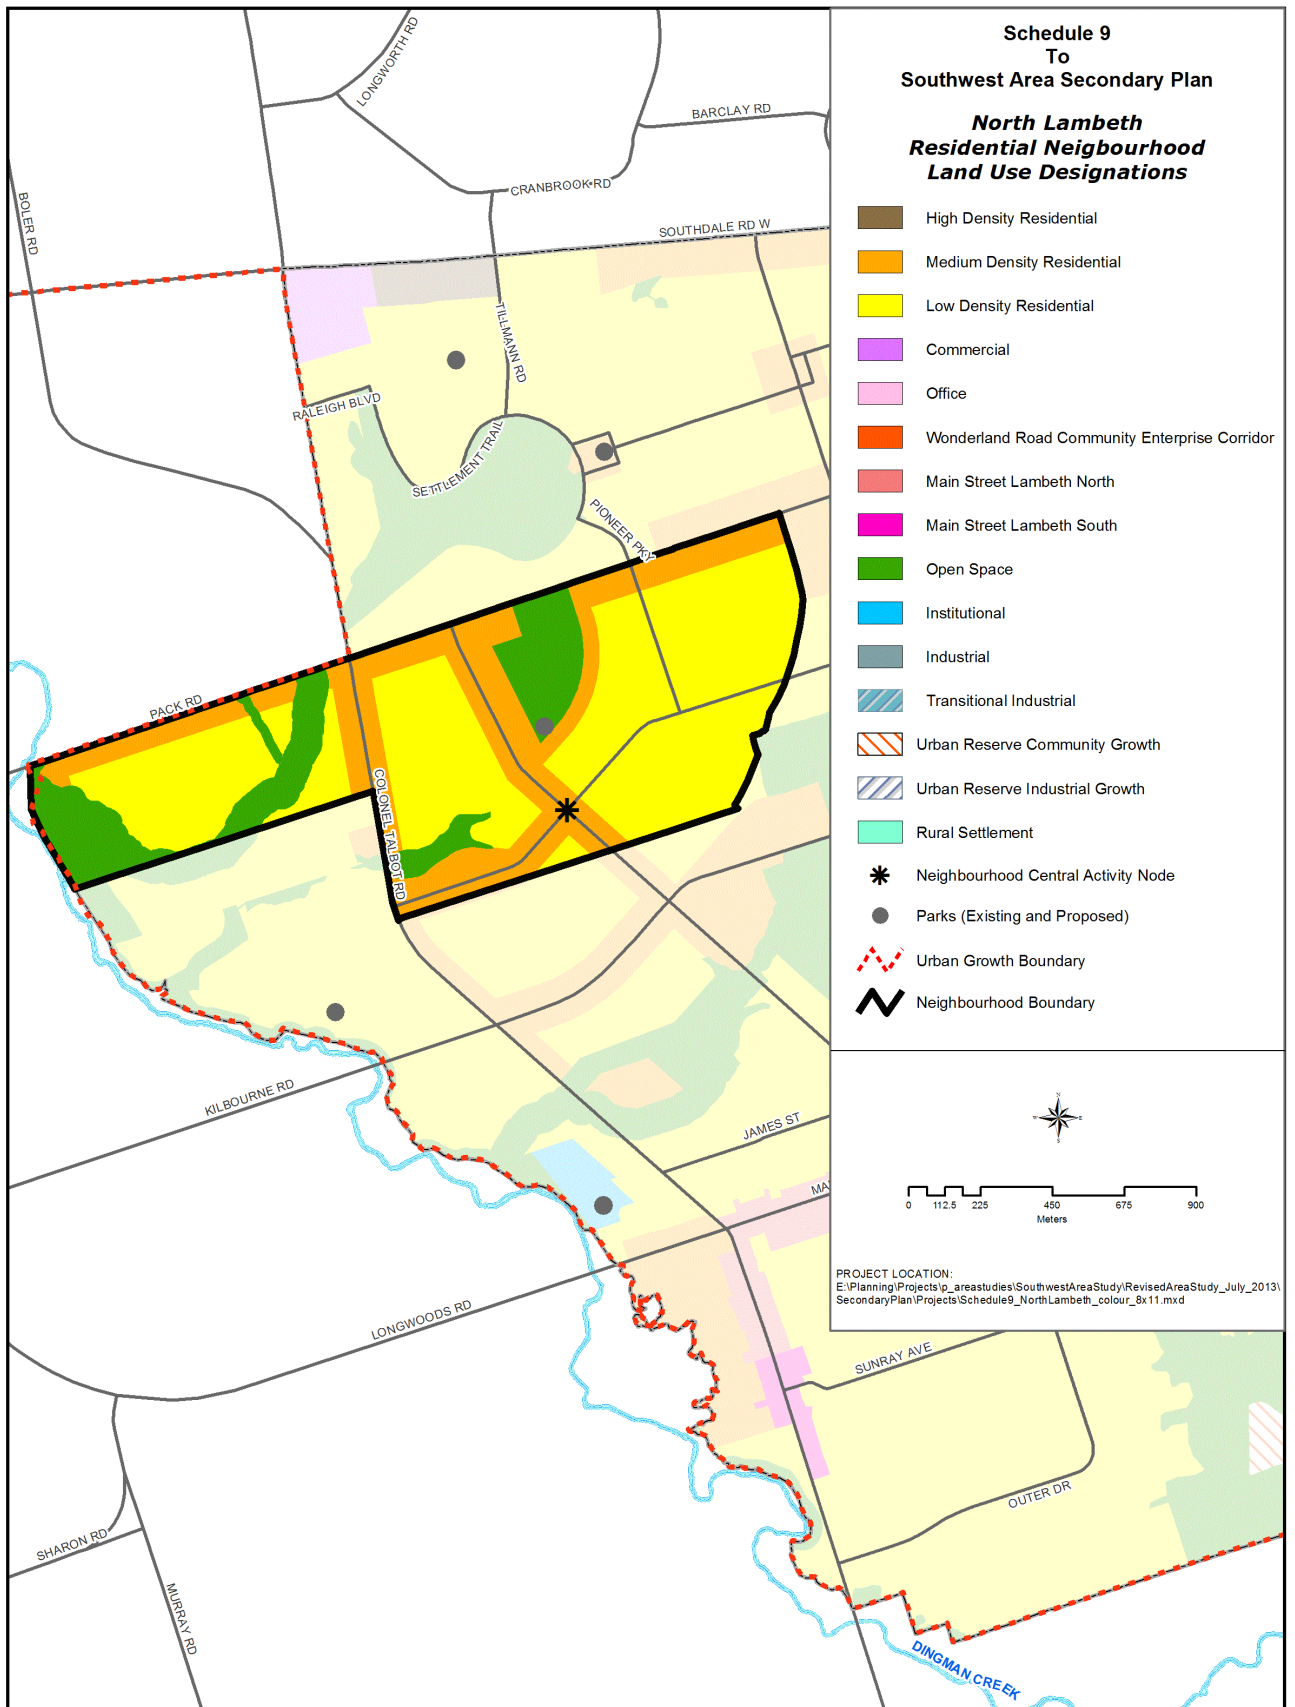 Schedule 9
To
Southwest Area Secondary Plan
North Lambeth
Residential Neigbourhood
Land Use Designations
High Density Residential
Medium Density Residential
Low Density Residential
Commercial
Office
Wonderland Road Community Enterprise Corridor
Main Street Lambeth North
Main Street Lambeth South
Open Space
Institutional
Industrial
Transitional Industrial
Urban Reserve Community Growth
Urban Reserve Industrial Growth
Rural Settlement
Neighbourhood Central Activity Node
Parks (Existing and Proposed)
Urban Growth Boundary
Neighbourhood Boundary
N
W E
S
0 112.5 225 450 675 900
Meters
PROJECT LOCATION:
E:\Planning\Projects\p_areastudies\SouthwestAreaStudy\RevisedAreaStudy_July_2013\
SecondaryPlan\Projects\Schedule9_NorthLambeth_colour_8x11.mxd
LONGWORTH RD
BARCLAY RD
CRANBROOK RD
BOLER RD
SOUTHDALE RD W
TILLMANN RD
RALEIGH BLVD
SETTLEMENT TRAIL
PIONEER PKY
PACK RD
COLONEL TALBOT RD
KILBOURNE RD
JAMES ST
MA
LONGWOODS RD
SUNRAY AVE
OUTER DR
SHARON RD
MURRAY RD
DINGMAN CREEK